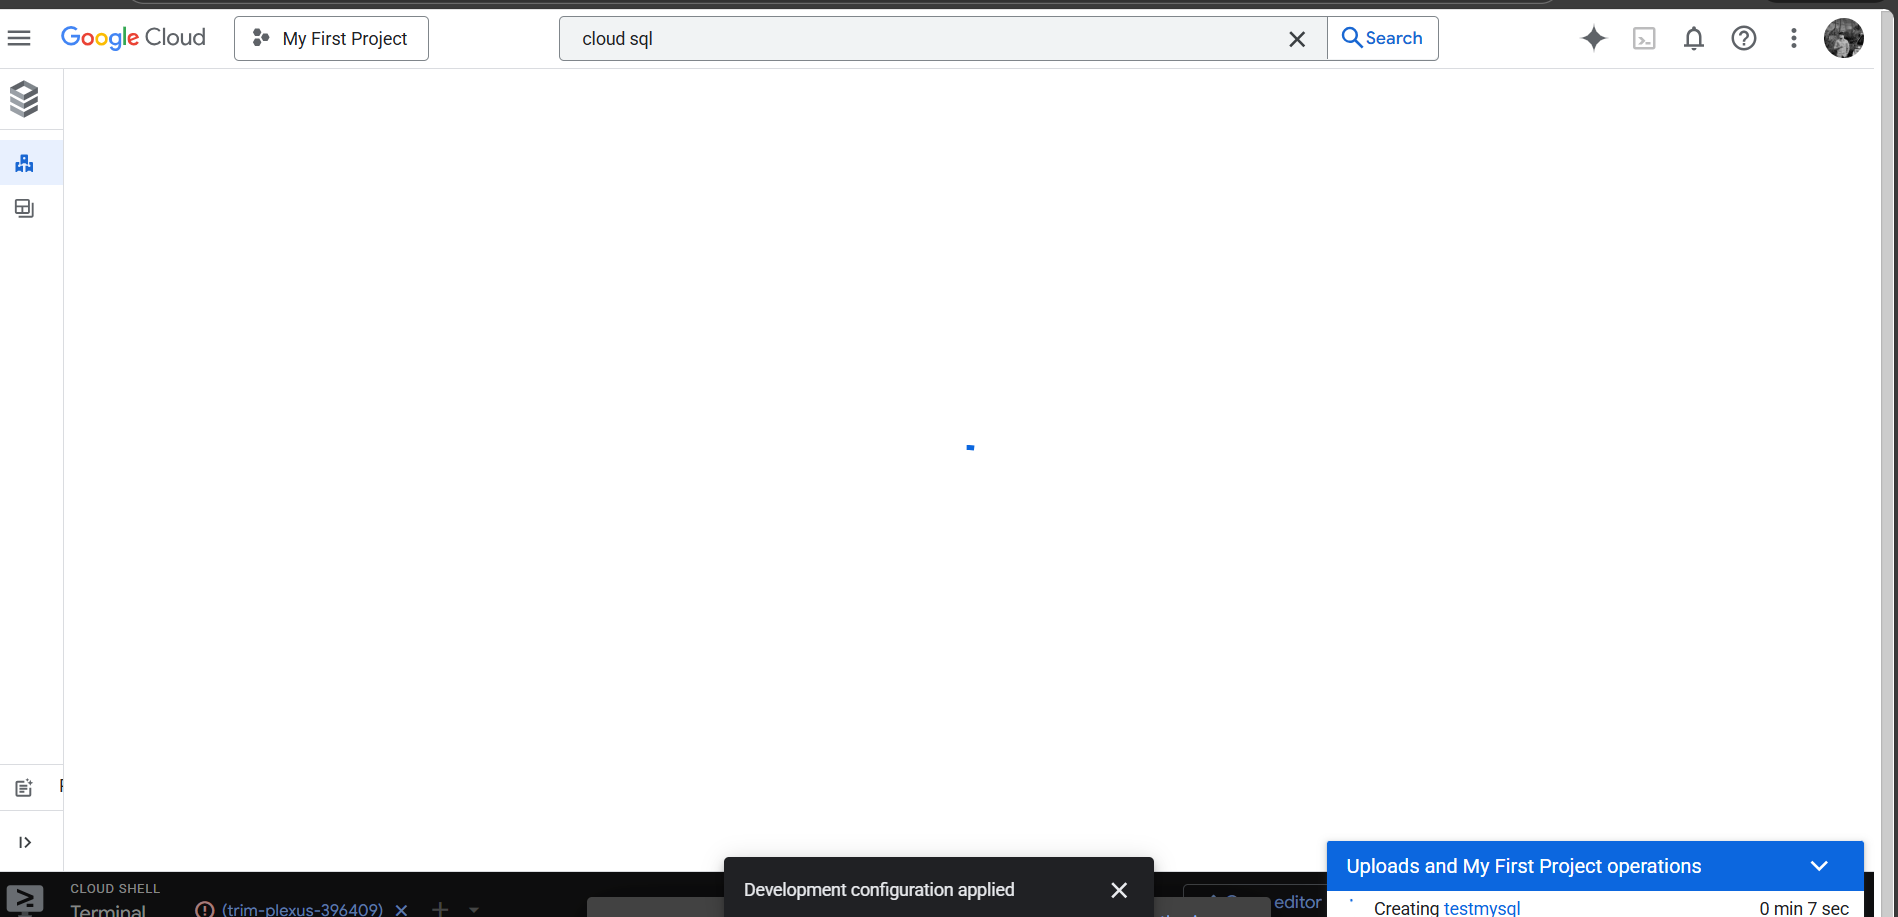 Google Cloud
My First Project
cloud sql
Search
Uploads and My First Project operations
Creating testmysql
0 min 7 sec
Development configuration applied
CLOUD SHELL
Terminal
(trim-plexus-396409)
editor